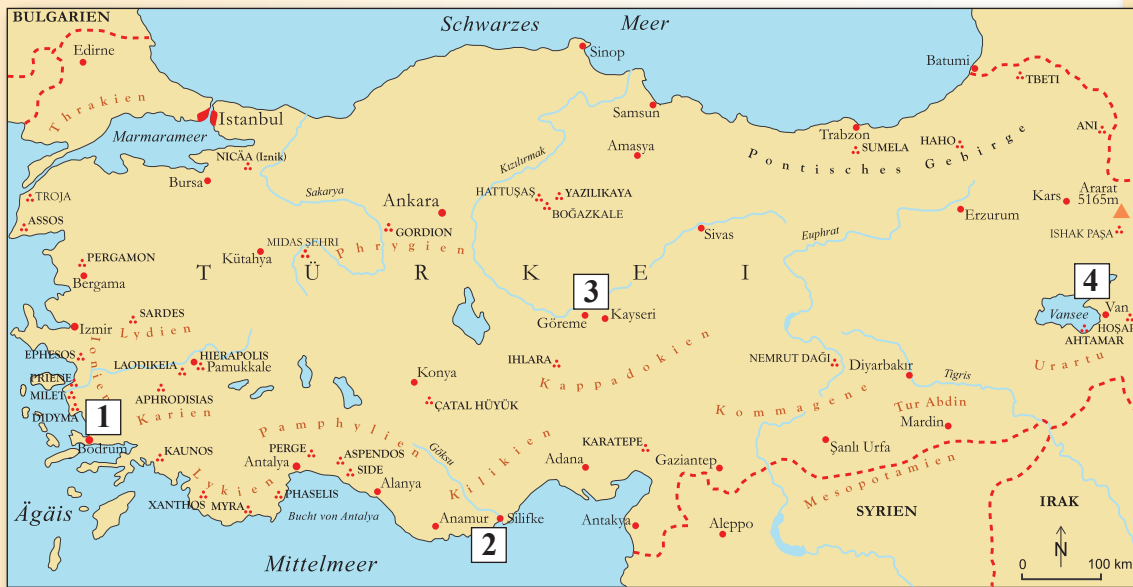 BULGARIEN
Schwarzes Meer
Edirne
Sinop
Batumi
TBETI
Thrakien
Istanbul
Samsun
Trabzon
ANI
Marmarameer
SUMELA
HAHO
NICÄA (Iznik)
Kızılırmak
Amasya
Pontisches Gebirge
Bursa
Sakarya
HATTUŞAŞ
YAZILIKAYA
BOĞAZKALE
Kars
Ararat
5165m
TROJA
Ankara
Erzurum
ASSOS
GORDION
Sivas
Euphrat
ISHAK PAŞA
MIDAS ŞEHRI
Phrygien
Kütahya
PERGAMON
Bergama
TÜRKEI
3
4
SARDES
Göreme
Kayseri
Vansee
Van
HOŞAP
AHTAMAR
Izmir
Lydien
Ionien
EPHESOS
LAODIKEIA
HIERAPOLIS
Pamukkale
IHLARA
Kappadokien
NEMRUT DAĞI
Diyarbakır
Tigris
Urartu
PRIENE
MILET
DIDYMA
APHRODISIAS
Konya
ÇATAL HÜYÜK
Kommagene
Tur Abdin
Mardin
1
Karien
Bodrum
Pamphylien
Göksu
Kilikien
KARATEPE
Şanlı Urfa
KAUNOS
PERGE
Antalya
ASPENDOS
SIDE
Adana
Gaziantep
Mesopotamien
Lykien
XANTHOS
MYRA
PHASELIS
Alanya
Ägäis
Bucht von Antalya
Anamur
Silifke
Antakya
Aleppo
SYRIEN
IRAK
2
Mittelmeer
N
0 100 km